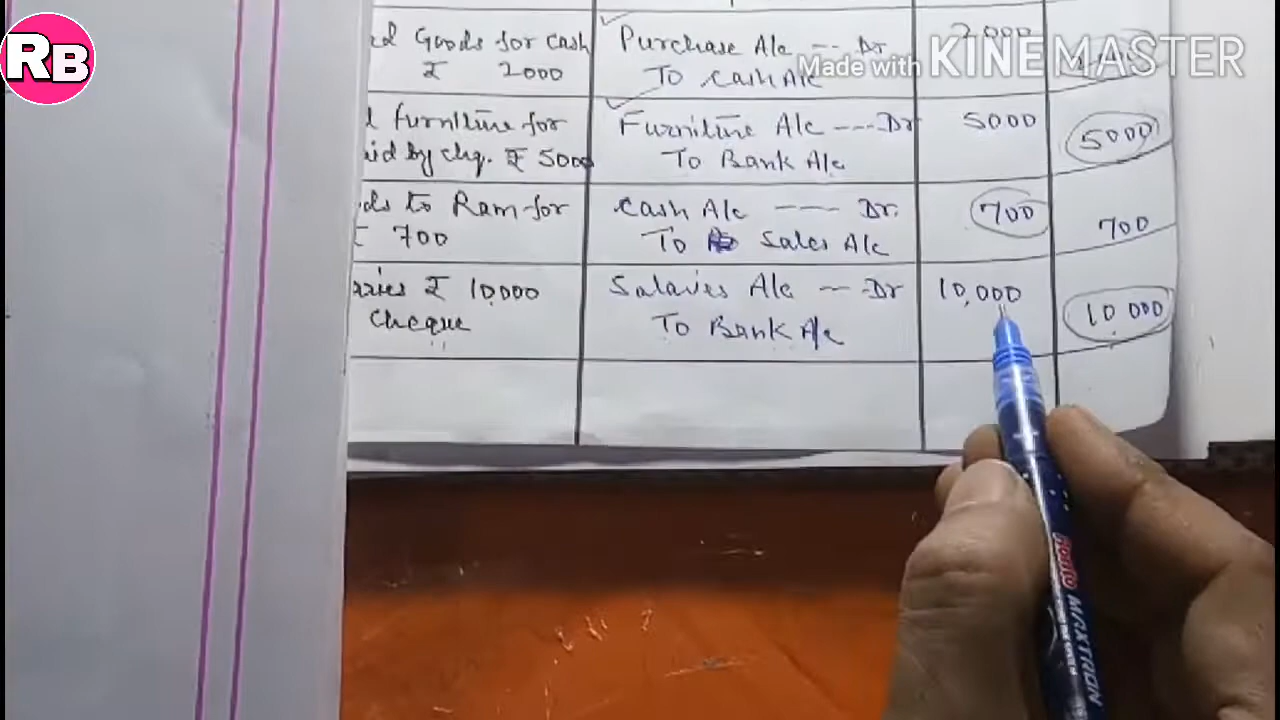 RB
Made with KINEMASTER
Goods for cash
₹ 2000
Purchase A/c -- Dr
To Cash A/c
2000
furniture for
by chq. ₹ 5000
Furniture A/c --- Dr
To Bank A/c
5000
5000
to Ram for
700
Cash A/c --- Dr.
To Sales A/c
700
700
₹ 10,000
Cheque
Salaries A/c -- Dr
To Bank A/c
10,000
10 000
MAXTRON